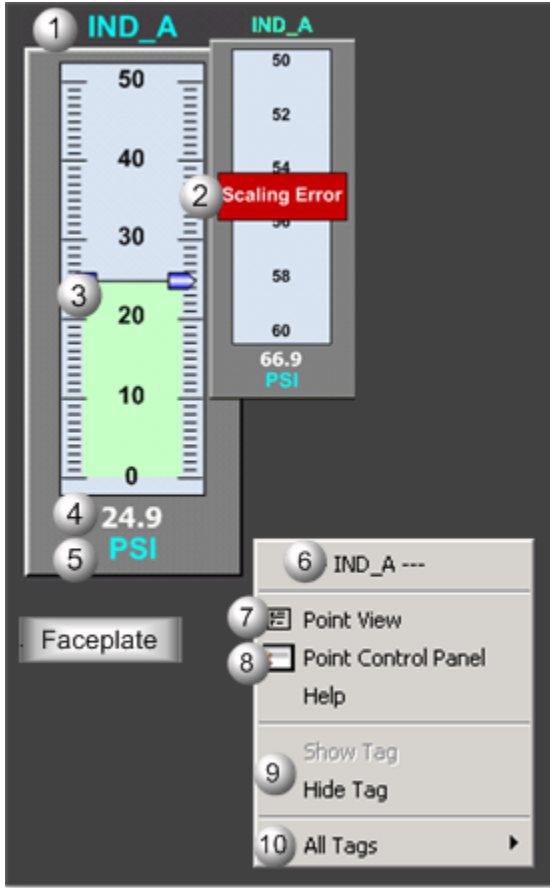 1 IND_A
50
40
30
3
20
10
0
4 24.9
5 PSI
IND_A
50
52
54
2 Scaling Error
56
58
60
66.9
PSI
Faceplate
6 IND_A ---
7 Point View
8 Point Control Panel
Help
Show Tag
9
Hide Tag
10 All Tags